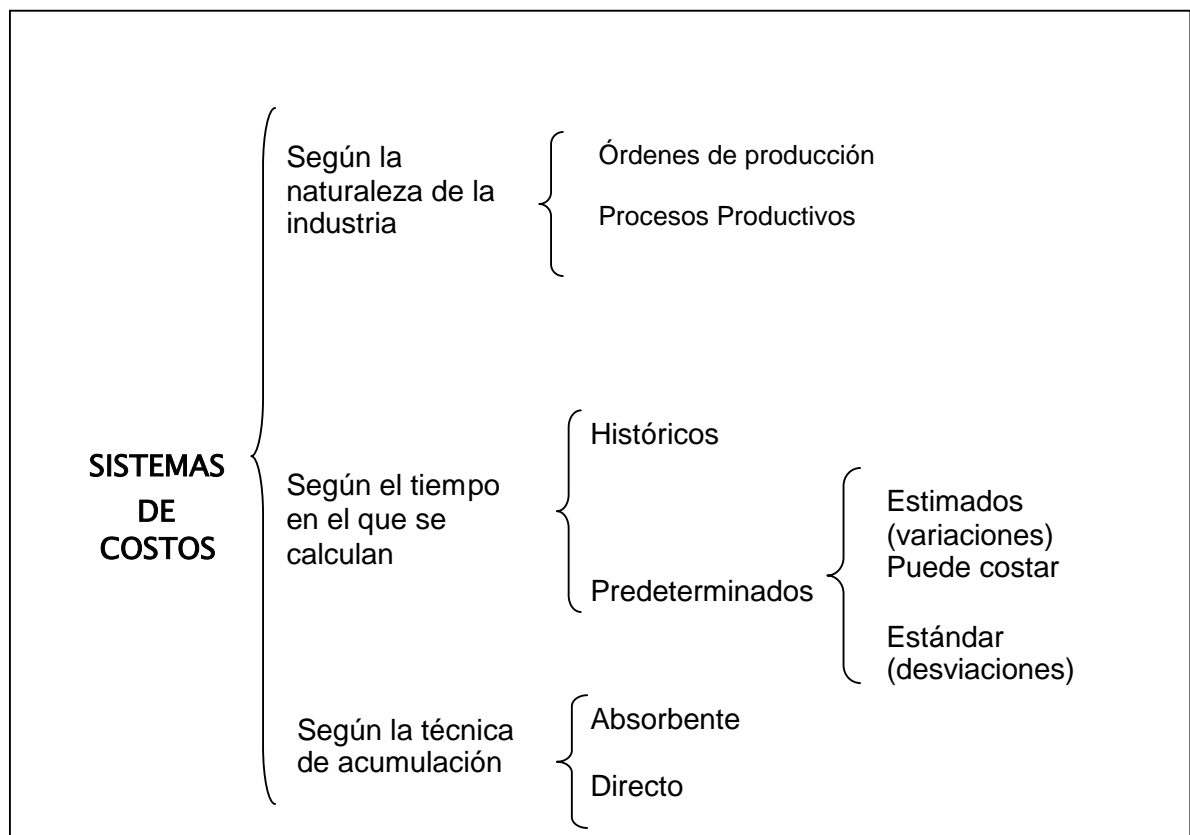 SISTEMAS
DE
COSTOS
Según la
naturaleza de la
industria
Órdenes de producción
Procesos Productivos
Según el tiempo
en el que se
calculan
Históricos
Predeterminados
Estimados
(variaciones)
Puede costar
Estándar
(desviaciones)
Según la técnica
de acumulación
Absorbente
Directo